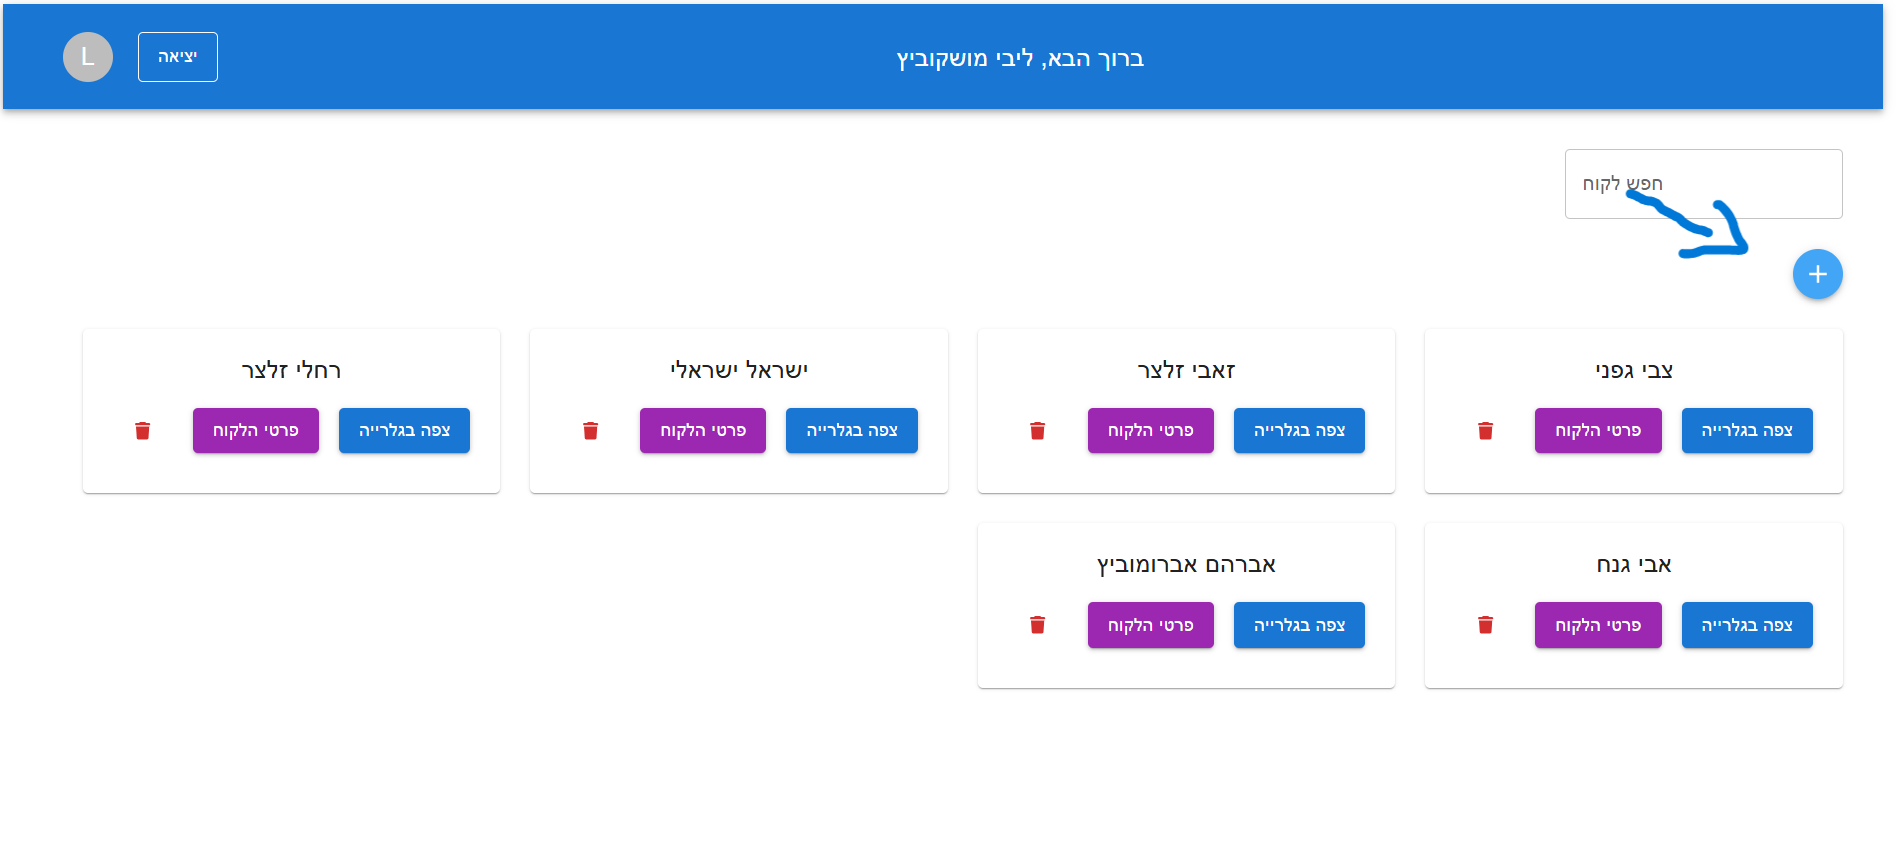 ברוך הבא, ליבי מושקוביץ
יציאה
L
חפש לקוח
+
צבי גפני
צפה בגלרייה
פרטי הלקוח
זאבי זלצר
צפה בגלרייה
פרטי הלקוח
ישראל ישראלי
צפה בגלרייה
פרטי הלקוח
רחלי זלצר
צפה בגלרייה
פרטי הלקוח
אבי גנח
צפה בגלרייה
פרטי הלקוח
אברהם אברומוביץ
צפה בגלרייה
פרטי הלקוח